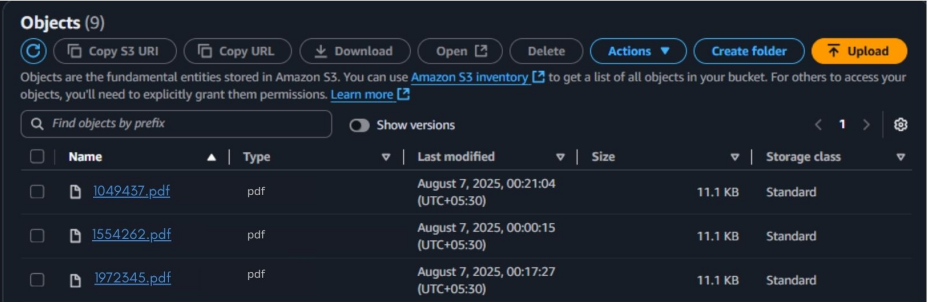 Objects (9)
Copy S3 URI Copy URL Download Open Delete Actions Create folder Upload
Objects are the fundamental entities stored in Amazon S3. You can use Amazon S3 inventory to get a list of all objects in your bucket. For others to access your
objects, you'll need to explicitly grant them permissions. Learn more
Find objects by prefix Show versions 1
Name Type Last modified Size Storage class
1049437.pdf pdf August 7, 2025, 00:21:04 (UTC+05:30) 11.1 KB Standard
1554262.pdf pdf August 7, 2025, 00:00:15 (UTC+05:30) 11.1 KB Standard
1972345.pdf pdf August 7, 2025, 00:17:27 (UTC+05:30) 11.1 KB Standard